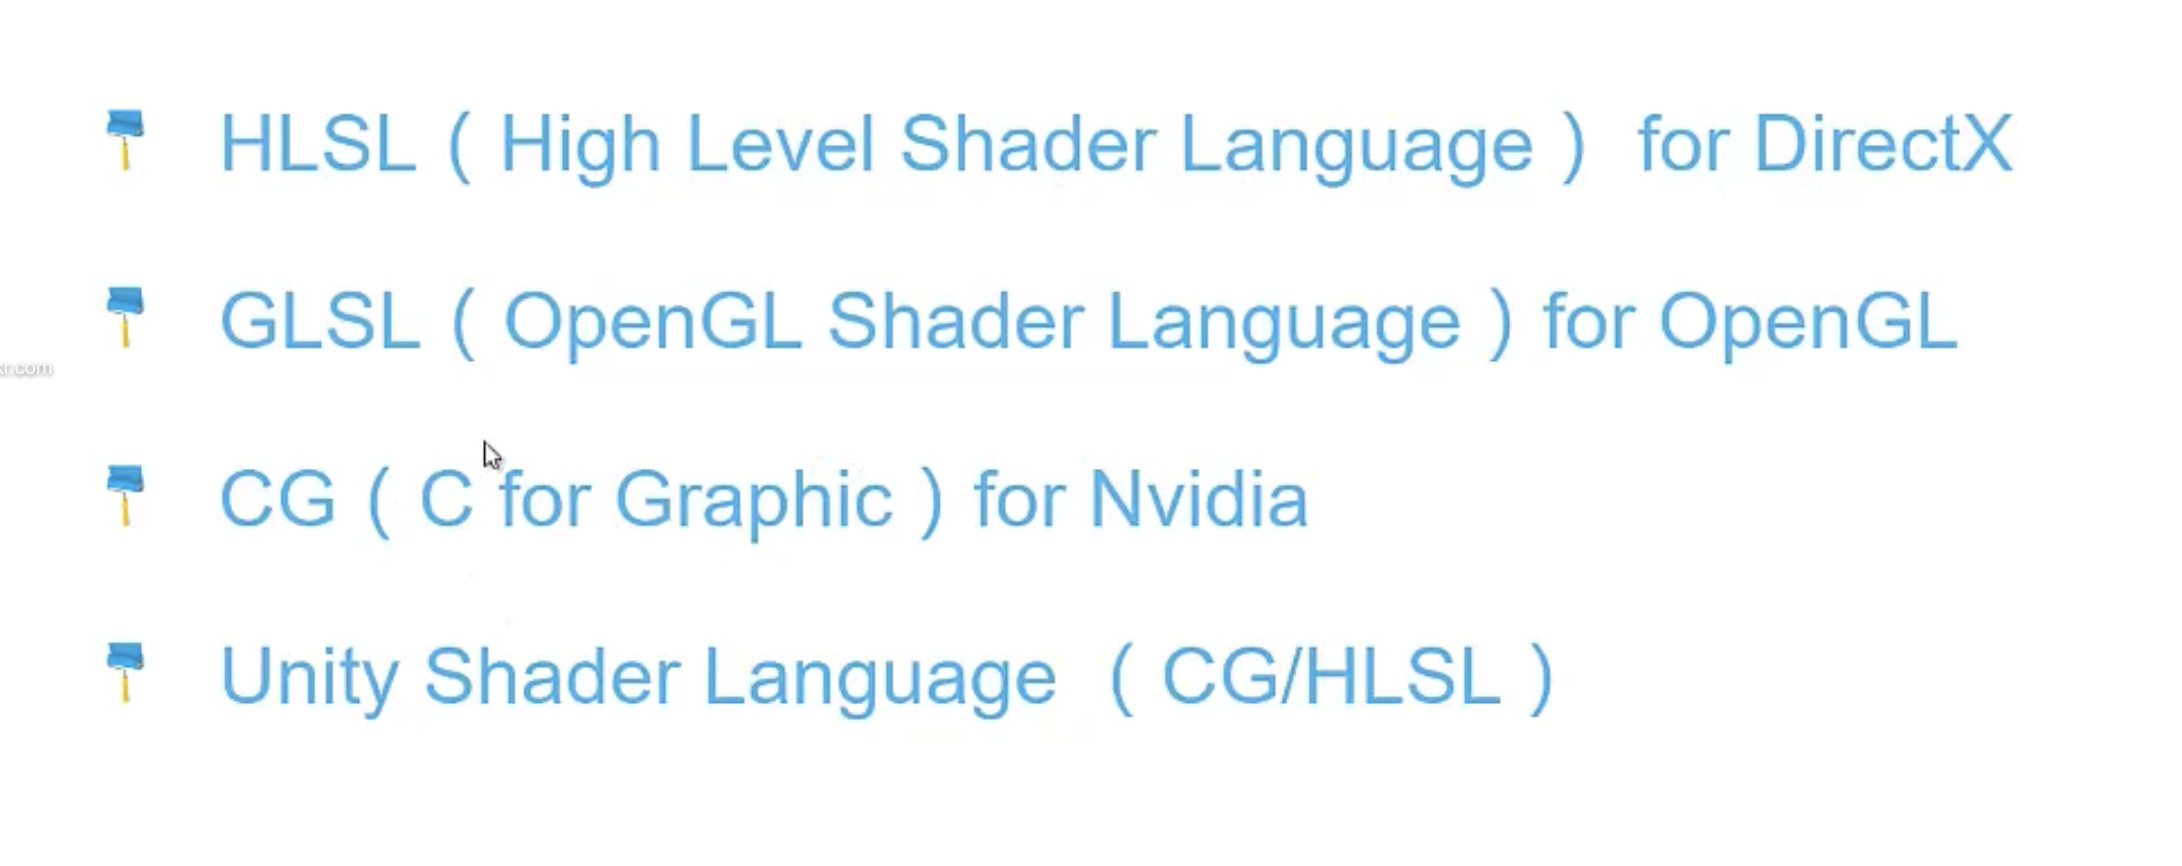 HLSL ( High Level Shader Language ) for DirectX
GLSL ( OpenGL Shader Language ) for OpenGL
CG ( C for Graphic ) for Nvidia
Unity Shader Language ( CG/HLSL )